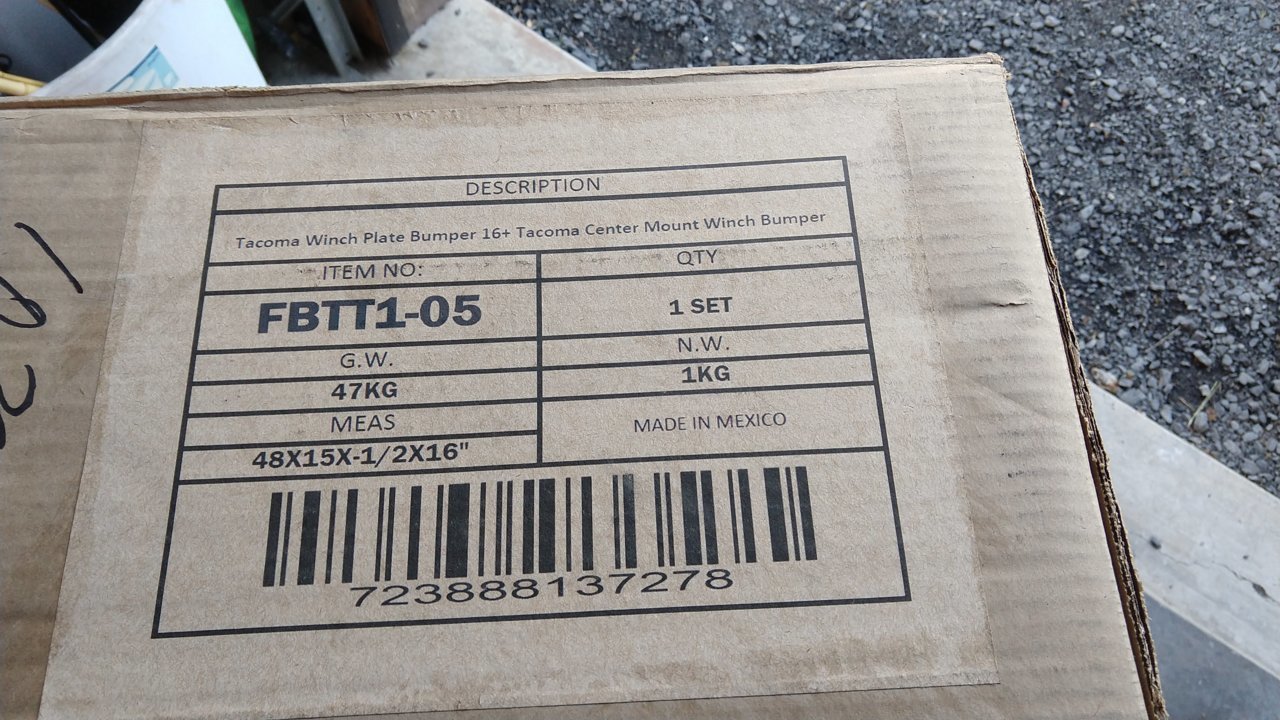 DESCRIPTION
Tacoma Winch Plate Bumper 16+ Tacoma Center Mount Winch Bumper
ITEM NO:
QTY
FBTT1-05
1 SET
G.W.
N.W.
47KG
1KG
MEAS
MADE IN MEXICO
48X15X-1/2X16"
723888137278